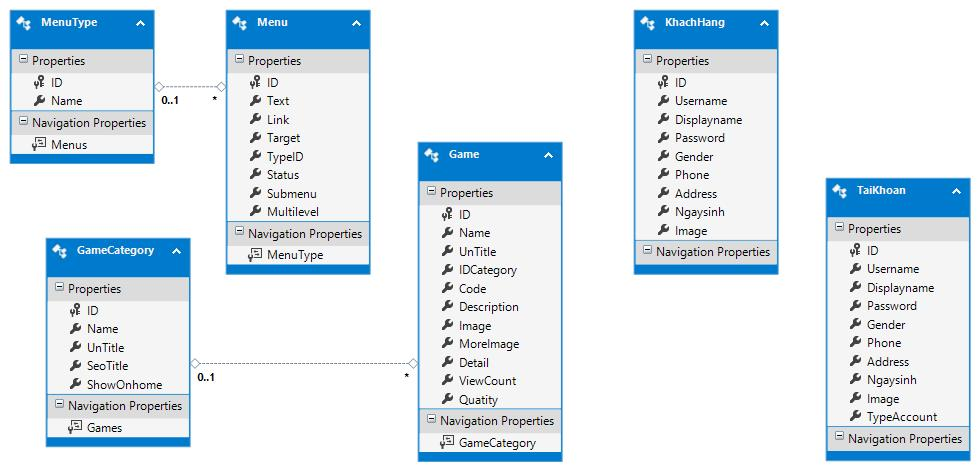 MenuType
Properties
ID
Name
Navigation Properties
Menus
0..1
*
Menu
Properties
ID
Text
Link
Target
TypeID
Status
Submenu
Multilevel
Navigation Properties
MenuType
GameCategory
Properties
ID
Name
UnTitle
SeoTitle
ShowOnhome
Navigation Properties
Games
0..1
*
Game
Properties
ID
Name
UnTitle
IDCategory
Code
Description
Image
MoreImage
Detail
ViewCount
Quatity
Navigation Properties
GameCategory
KhachHang
Properties
ID
Username
Displayname
Password
Gender
Phone
Address
Ngaysinh
Image
Navigation Properties
TaiKhoan
Properties
ID
Username
Displayname
Password
Gender
Phone
Address
Ngaysinh
Image
TypeAccount
Navigation Properties